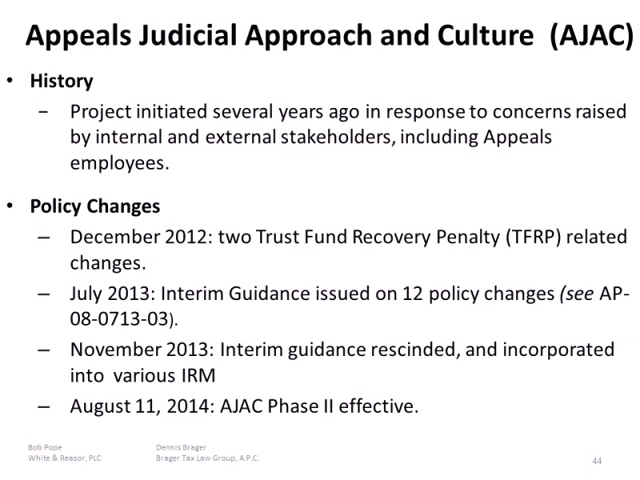 Appeals Judicial Approach and Culture (AJAC)
• History
– Project initiated several years ago in response to concerns raised
by internal and external stakeholders, including Appeals
employees.
• Policy Changes
– December 2012: two Trust Fund Recovery Penalty (TFRP) related
changes.
– July 2013: Interim Guidance issued on 12 policy changes (see AP-
08-0713-03).
– November 2013: Interim guidance rescinded, and incorporated
into various IRM
– August 11, 2014: AJAC Phase II effective.
Bob Pope
White & Reasor, PLC
Dennis Brager
Brager Tax Law Group, A.P.C.
44